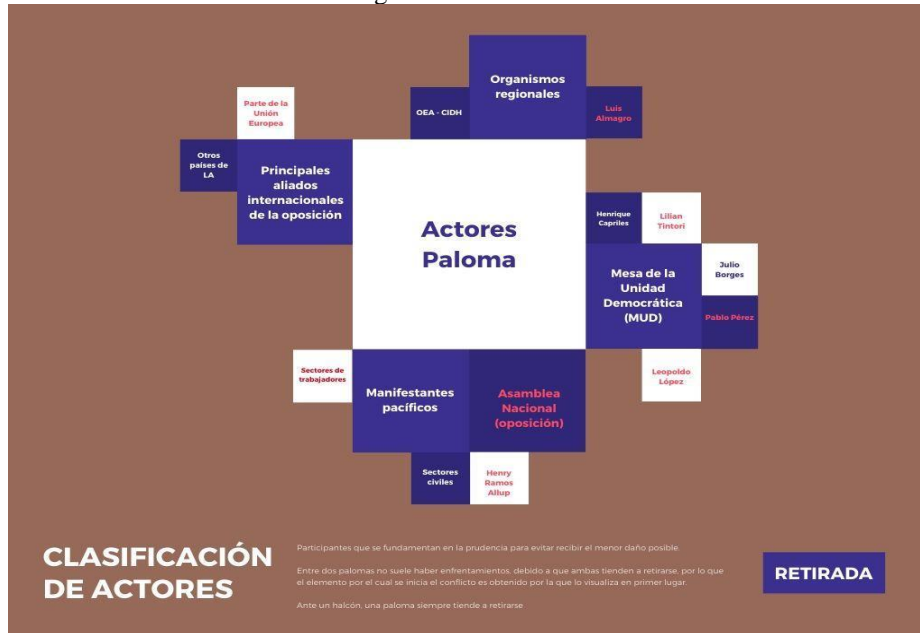 Organismos
regionales
OEA - CIDH
Luis
Almagro
Parte de la
Unión
Europea
Otros
países de
LA
Principales
aliados
internacionales
de la oposición
Actores
Paloma
Henrique
Capriles
Lilian
Tintori
Mesa de la
Unidad
Democrática
(MUD)
Julio
Borges
Pablo Pérez
Leopoldo
López
Sectores de
trabajadores
Manifestantes
pacíficos
Asamblea
Nacional
(oposición)
Sectores
civiles
Henry
Ramos
Allup
CLASIFICACIÓN
DE ACTORES
Participantes que se fundamentan en la prudencia para evitar recibir el menor daño posible
Entre dos palomas no suele haber enfrentamientos, debido a que ambas tienden a retirarse, por lo que
el elemento por el cual se inicia el conflicto es obtenido por la que lo visualiza en primer lugar.
Ante un halcón, una paloma siempre tiende a retirarse
RETIRADA